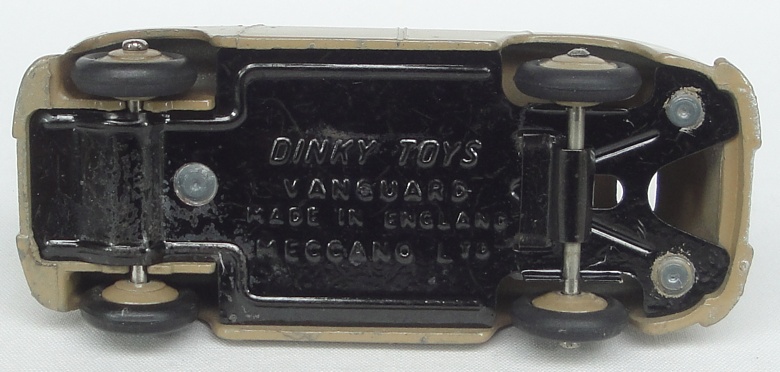 DINKY TOYS
VANGUARD
MADE IN ENGLAND
MECCANO LTD